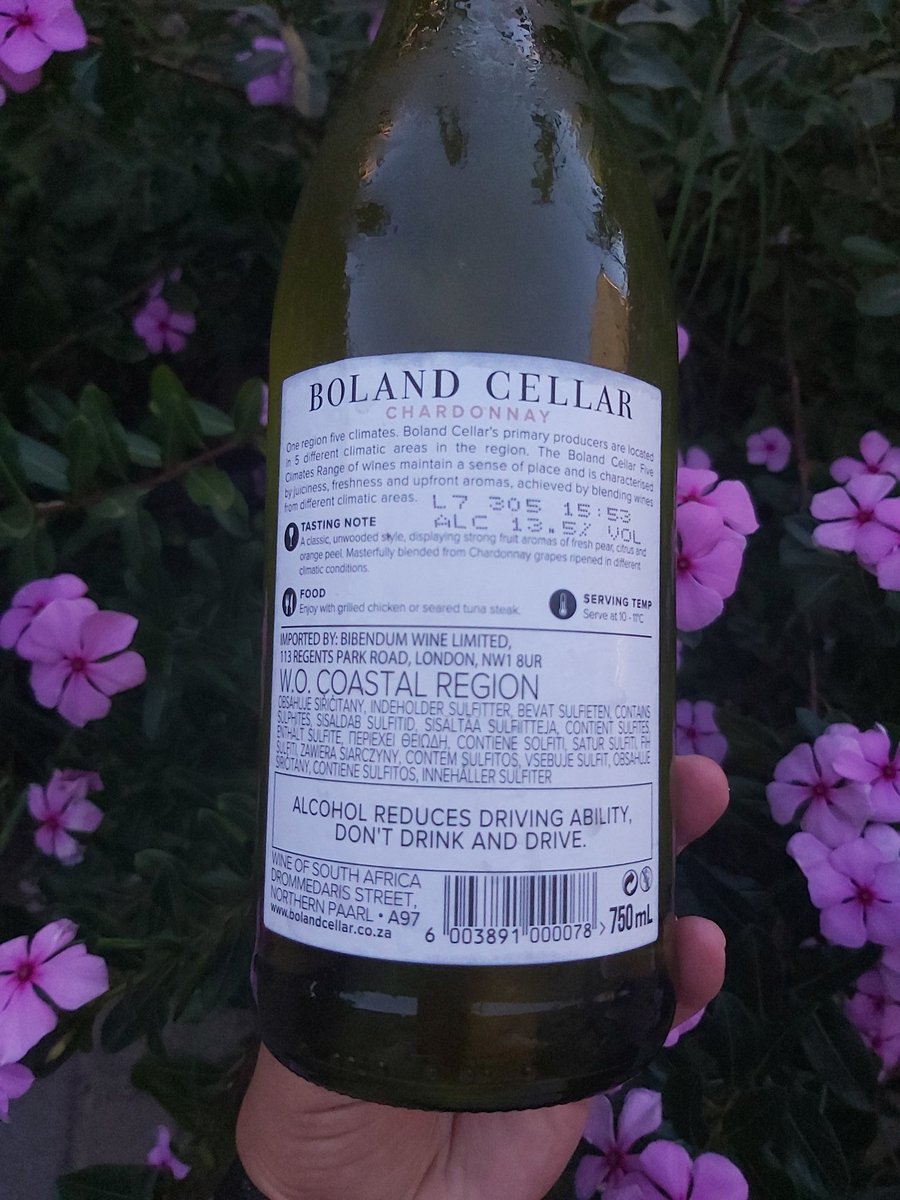 BOLAND CELLAR
CHARDONNAY
One region five climates. Boland Cellar's primary producers are located
in 5 different climatic areas in the region. The Boland Cellar Five
Climates Range of wines maintain a sense of place and is characterised
by juiciness, freshness and upfront aromas, achieved by blending wines
from different climatic areas.
L7 305 15:53
ALC 13.5% VOL
TASTING NOTE
A classic, unwooded style, displaying strong fruit aromas of fresh pear, citrus and
orange peel. Masterfully blended from Chardonnay grapes ripened in different
climatic conditions.
FOOD
Enjoy with grilled chicken or seared tuna steak.
SERVING TEMP
Serve at 10 - 11°C
IMPORTED BY: BIBENDUM WINE LIMITED,
113 REGENTS PARK ROAD, LONDON, NW1 8UR
W.O. COASTAL REGION
OBSAHUJE SIŘIČITANY, INDEHOLDER SULFITTER, BEVAT SULFIETEN, CONTAINS
SULPHITES, SISALDAB SULFITID, SISÄLTÄÄ SULFIITTEJA, CONTIENT SULFITES,
ENTHÄLT SULFITE, ΠΕΡΙΕΧΕΙ ΘΕΙΩΔΗ, CONTIENE SOLFITI, SATUR SULFITI, FIH
SULFITI, ZAWIERA SIARCZYNY, CONTÉM SULFITOS, VSEBUJE SULFIT, OBSAHUJE
SIRIČITANY, CONTIENE SULFITOS, INNEHÅLLER SULFITER
ALCOHOL REDUCES DRIVING ABILITY,
DON'T DRINK AND DRIVE.
WINE OF SOUTH AFRICA
DROMMEDARIS STREET,
NORTHERN PAARL • A97
www.bolandcellar.co.za
6 003891 000078 >
750mL